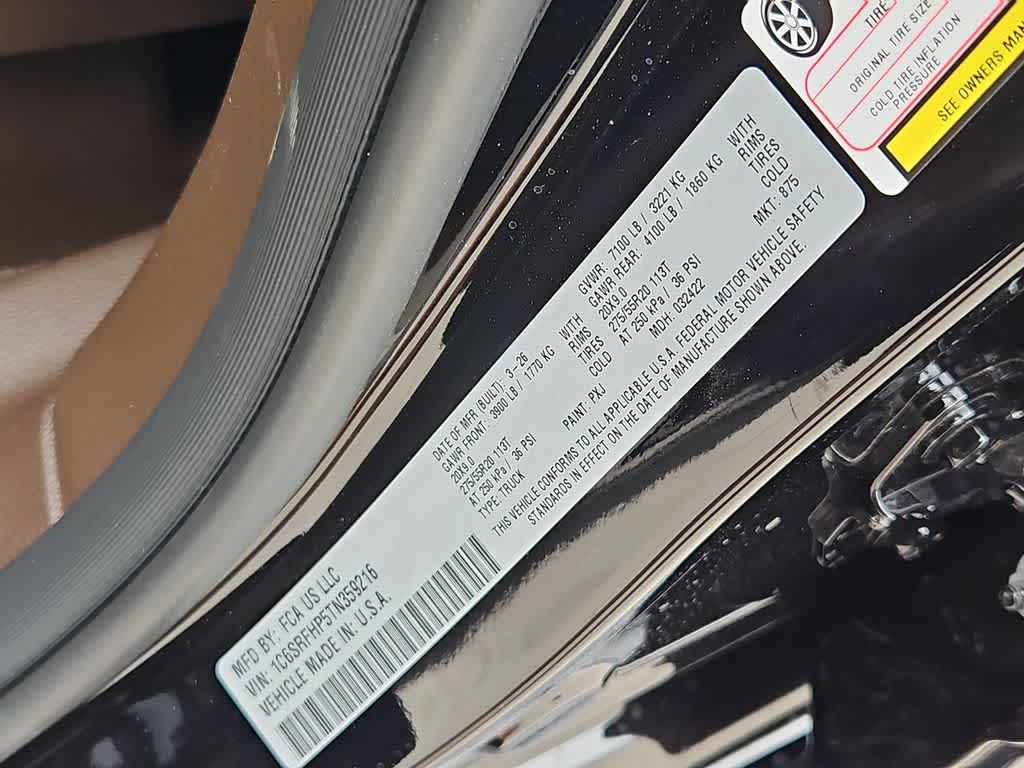 MFD BY: FCA US LLC
VIN: 1C6SRFHP5TN359216
VEHICLE MADE IN: U.S.A.
DATE OF MFR (BUILT): 3-26
GVWR: 7100 LB / 3221 KG
GAWR FRONT: 3900 LB / 1770 KG WITH
GAWR REAR: 4100 LB / 1860 KG WITH
20X9.0 RIMS
20X9.0 RIMS
275/55R20 113T TIRES
275/55R20 113T TIRES
AT 250 KPa / 36 PSI COLD
AT 250 KPa / 36 PSI COLD
TYPE: TRUCK PAINT: PXJ MDH: 032422 MKT: 875
THIS VEHICLE CONFORMS TO ALL APPLICABLE U.S.A. FEDERAL MOTOR VEHICLE SAFETY
STANDARDS IN EFFECT ON THE DATE OF MANUFACTURE SHOWN ABOVE.
TIRE
ORIGINAL TIRE SIZE
COLD TIRE INFLATION
PRESSURE
SEE OWNERS MAN